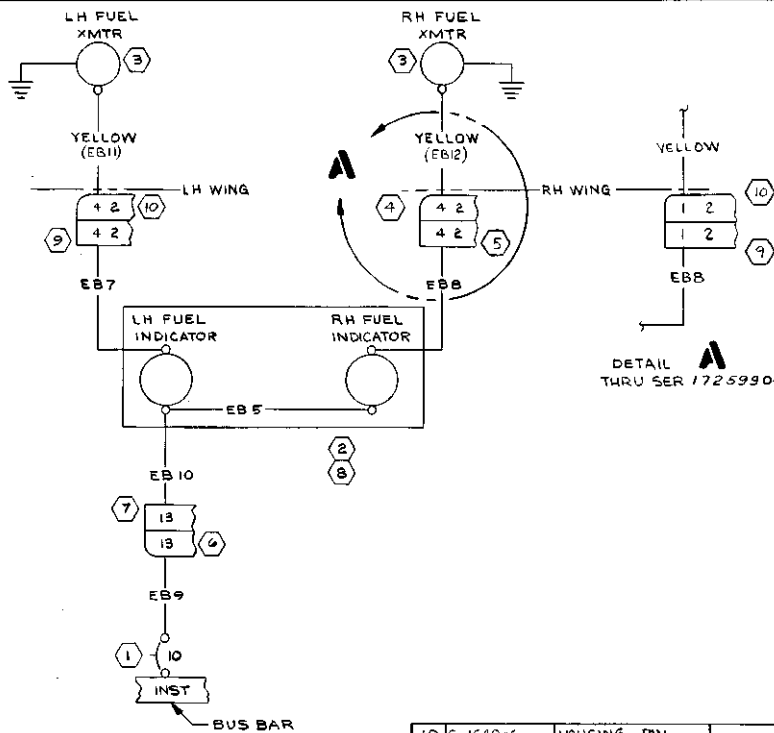 LH FUEL
XMTR
3
RH FUEL
XMTR
3
YELLOW
(EB11)
YELLOW
(EB12)
A
YELLOW
LH WING
RH WING
4 2
10
4 2
9
4
4 2
4 2
5
1 2
10
1 2
9
EB7
EB8
EB8
LH FUEL
INDICATOR
RH FUEL
INDICATOR
DETAIL A
THRU SER 1725990
EB5
2
8
EB10
7
13
13
6
EB9
1
10
INST
BUS BAR
10
HOUSING